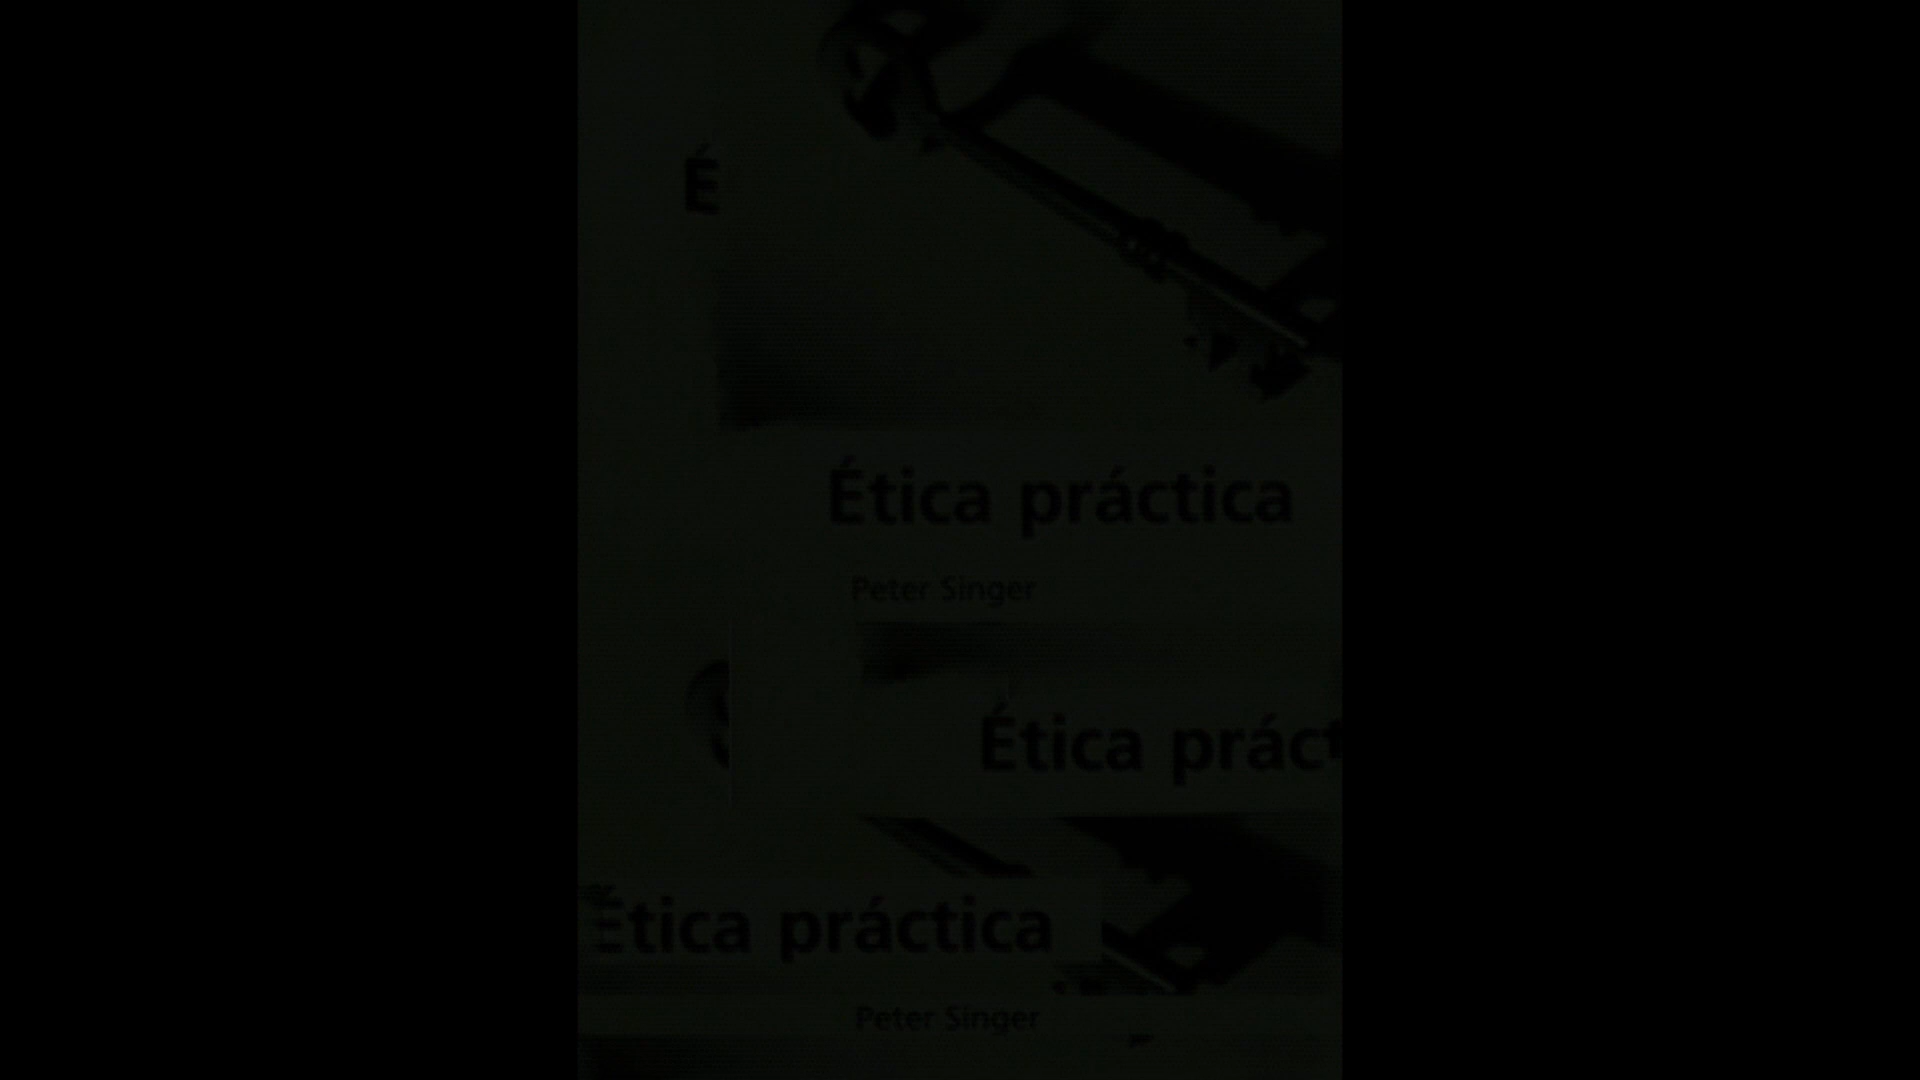 É
Ética práctica
Peter Singer
Ética práct
Ética práctica
Peter Singer